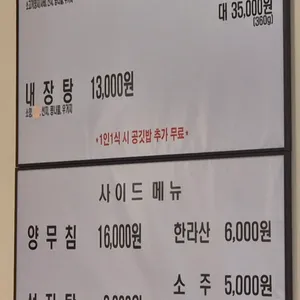 대 35,000원
(360g)
내 장 탕 13,000원
*1인1식 시 공깃밥 추가 무료*
사 이 드 메 뉴
양 무 침 16,000원
한라산 6,000원
소 주 5,000원